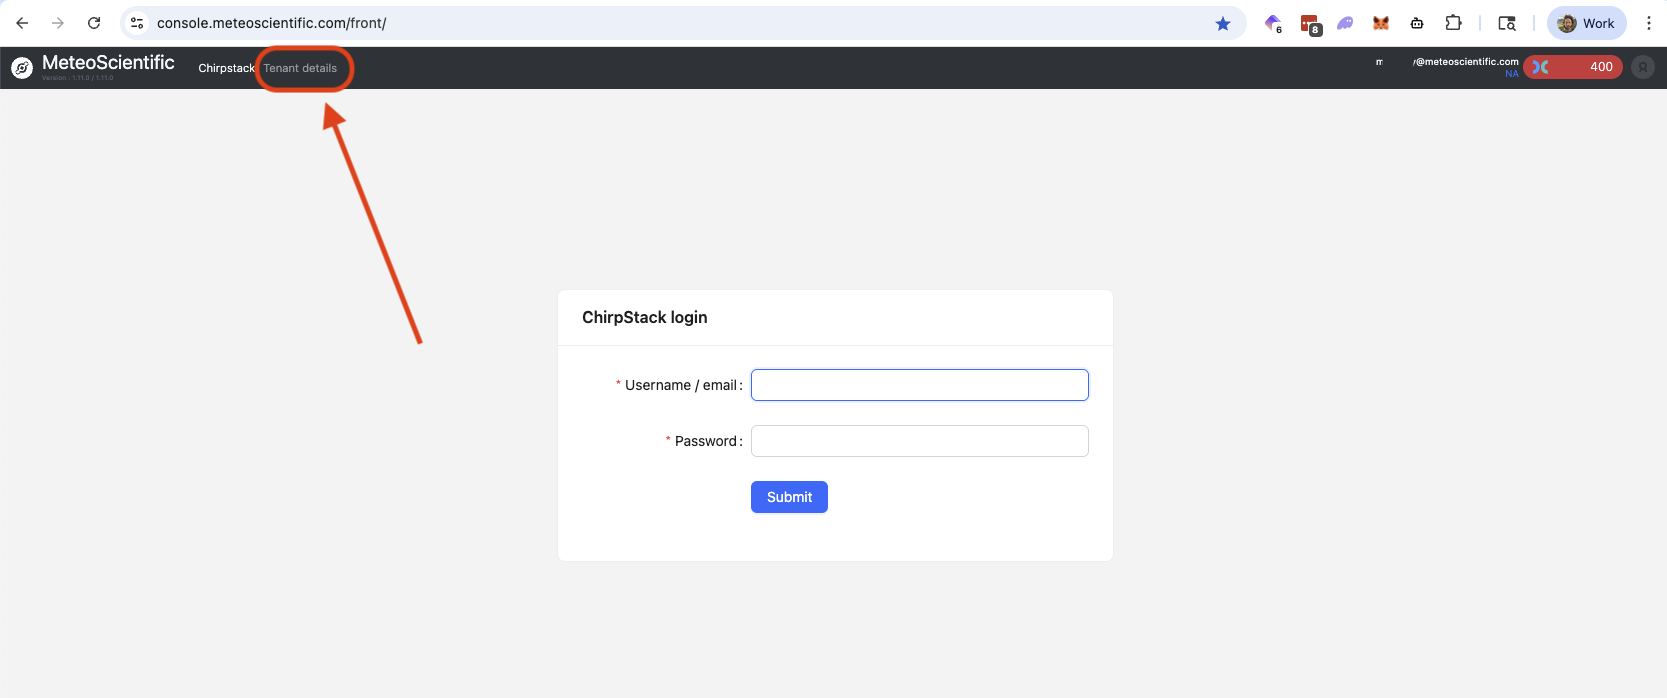 console.meteoscientific.com/front/
6
8
Work
MeteoScientific
Version : 1.11.0 / 1.11.0
Chirpstack
Tenant details
m
@meteoscientific.com
NA
400
ChirpStack login
* Username / email :
* Password :
Submit